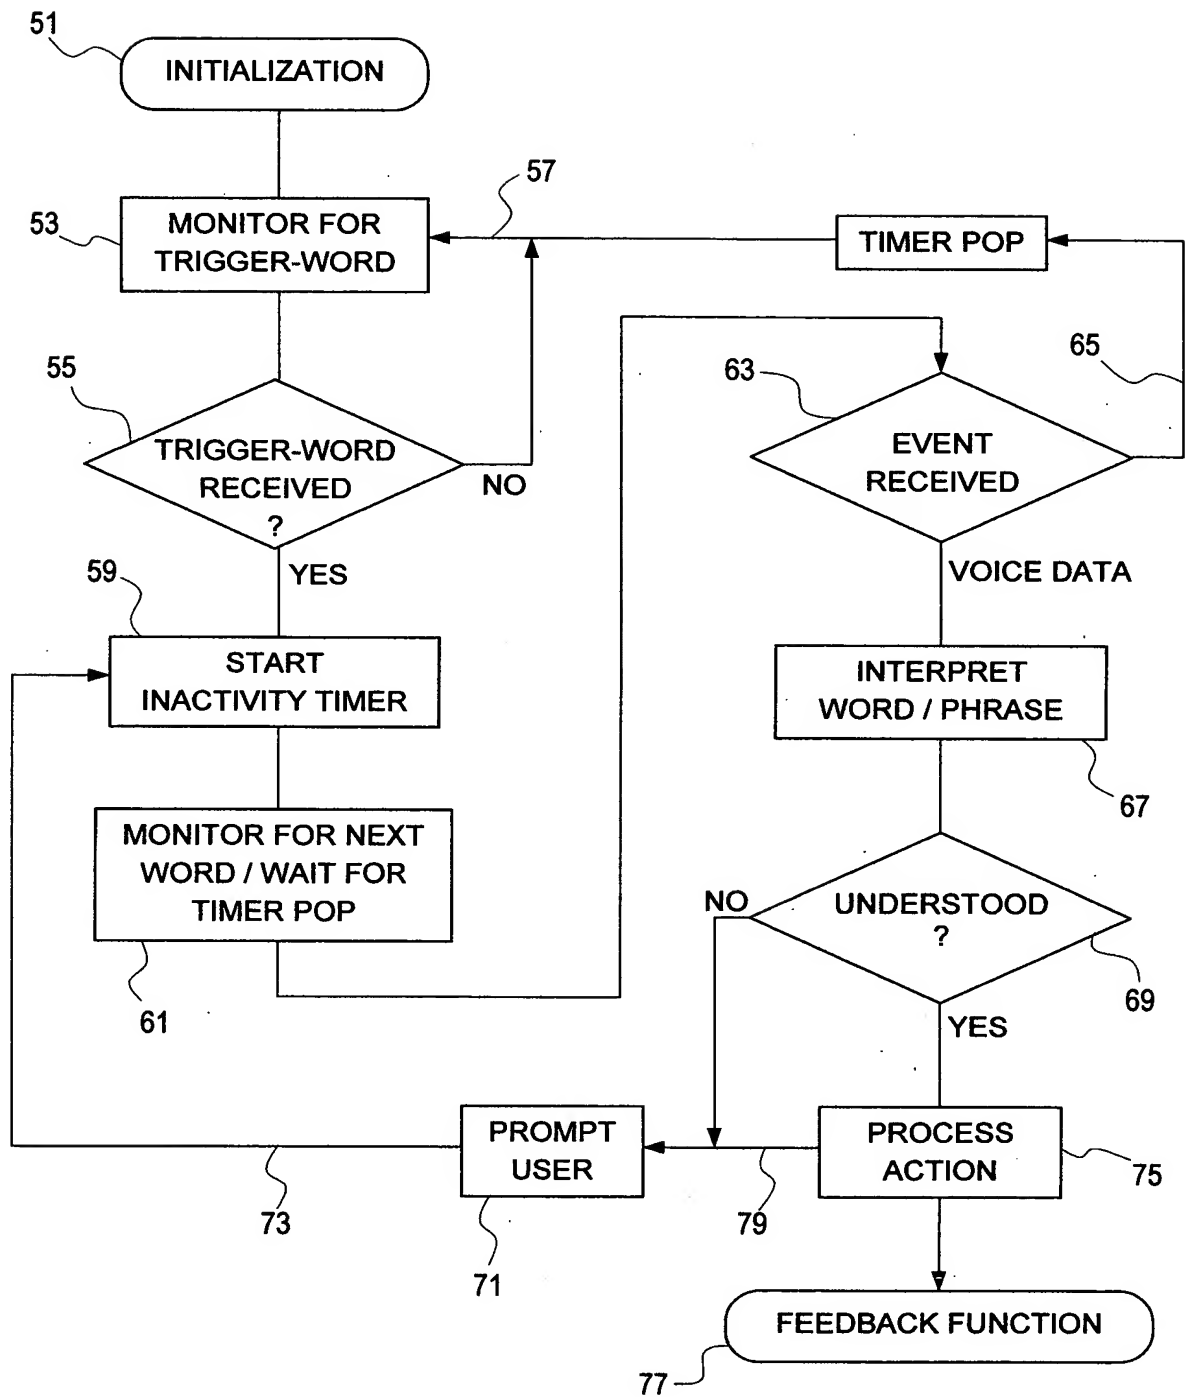 51
INITIALIZATION
57
53
MONITOR FOR
TRIGGER-WORD
TIMER POP
55
TRIGGER-WORD
RECEIVED
?
NO
YES
63
65
EVENT
RECEIVED
VOICE DATA
59
START
INACTIVITY TIMER
INTERPRET
WORD / PHRASE
67
MONITOR FOR NEXT
WORD / WAIT FOR
TIMER POP
61
NO
UNDERSTOOD
?
69
YES
PROMPT
USER
71
73
79
PROCESS
ACTION
75
FEEDBACK FUNCTION
77